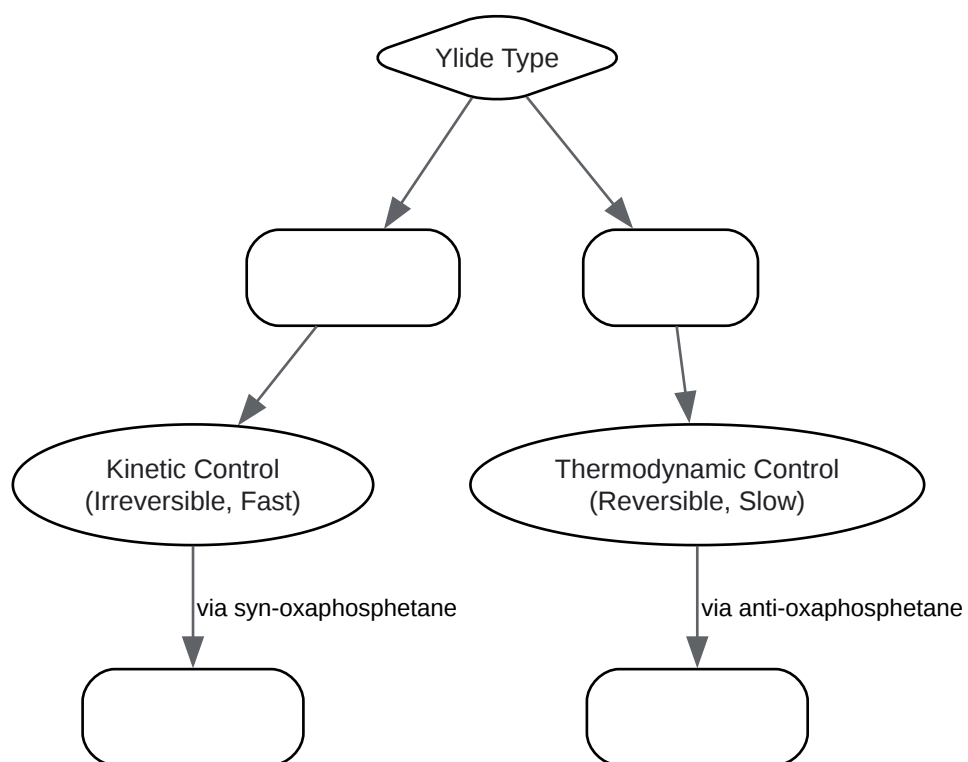 Ylide Type
Kinetic Control
(Irreversible, Fast)
Thermodynamic Control
(Reversible, Slow)
via syn-oxaphosphetane
via anti-oxaphosphetane